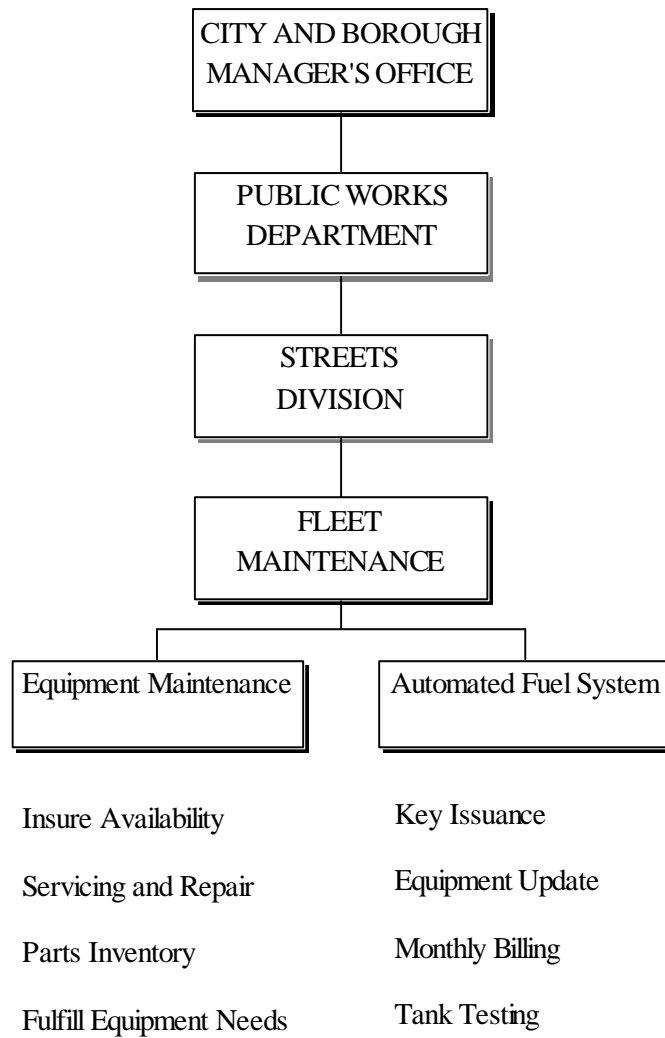 CITY AND BOROUGH
MANAGER'S OFFICE
PUBLIC WORKS
DEPARTMENT
STREETS
DIVISION
FLEET
MAINTENANCE
Equipment Maintenance
Automated Fuel System
Insure Availability
Servicing and Repair
Parts Inventory
Fulfill Equipment Needs
Key Issuance
Equipment Update
Monthly Billing
Tank Testing